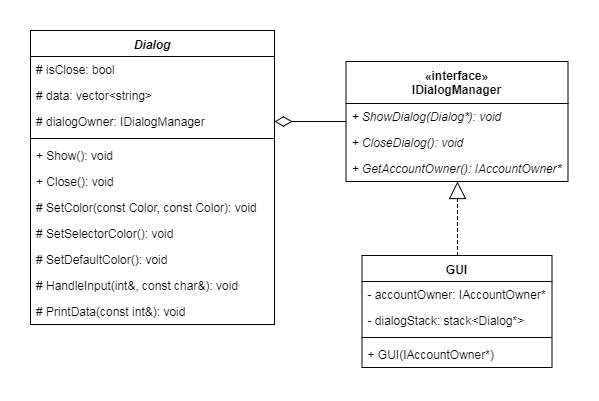 Dialog
# isClose: bool
# data: vector<string>
# dialogOwner: IDialogManager
+ Show(): void
+ Close(): void
# SetColor(const Color, const Color): void
# SetSelectorColor(): void
# SetDefaultColor(): void
# HandleInput(int&, const char&): void
# PrintData(const int&): void
«interface»
IDialogManager
+ ShowDialog(Dialog*): void
+ CloseDialog(): void
+ GetAccountOwner(): IAccountOwner*
GUI
- accountOwner: IAccountOwner*
- dialogStack: stack<Dialog*>
+ GUI(IAccountOwner*)